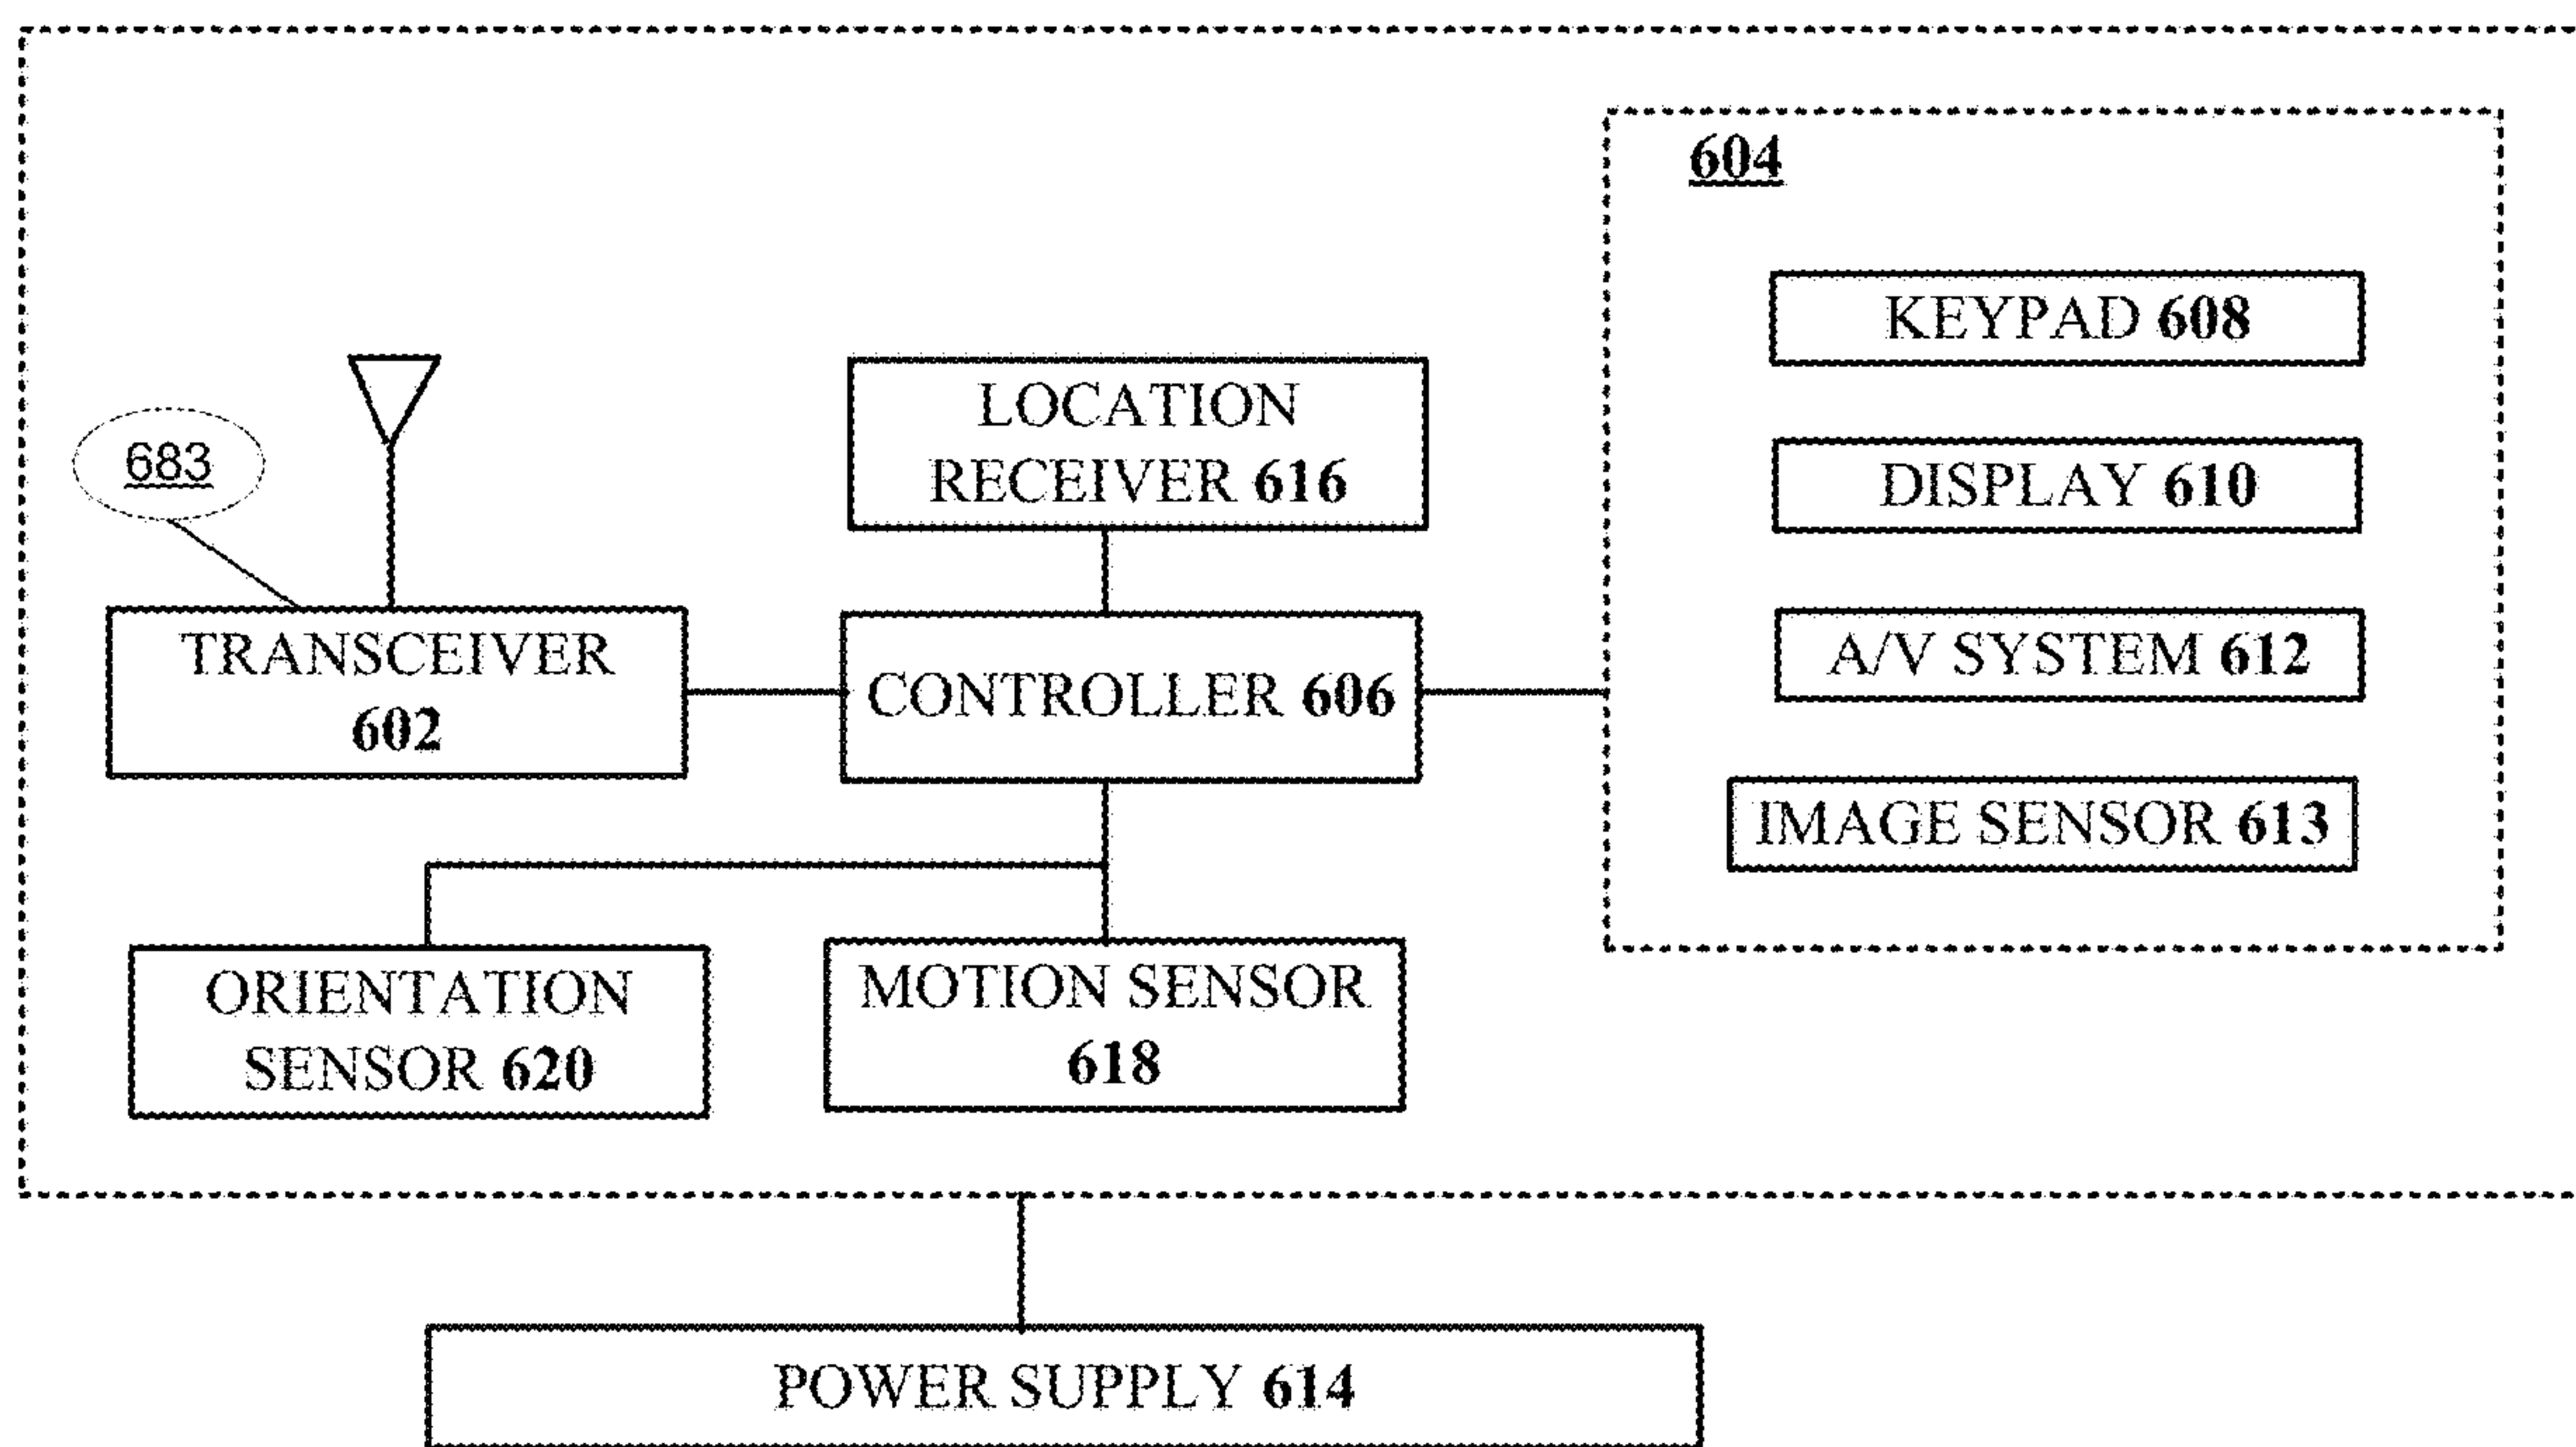 604
KEYPAD 608
LOCATION
RECEIVER 616
683
DISPLAY 610
TRANSCEIVER
602
CONTROLLER 606
A/V SYSTEM 612
IMAGE SENSOR 613
ORIENTATION
SENSOR 620
MOTION SENSOR
618
POWER SUPPLY 614